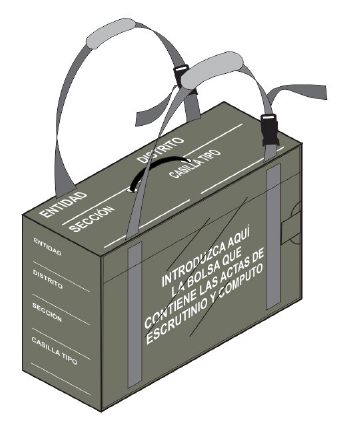 ENTIDAD
DISTRITO
SECCIÓN
CASILLA TIPO
ENTIDAD
DISTRITO
SECCIÓN
CASILLA TIPO
INTRODUZCA AQUÍ
LA BOLSA QUE
CONTIENE LAS ACTAS DE
ESCRUTINIO Y CÓMPUTO